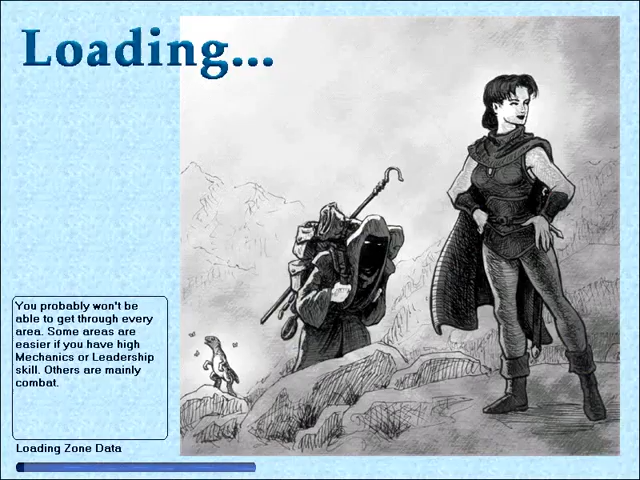 Loading...
You probably won't be
able to get through every
area. Some areas are
easier if you have high
Mechanics or Leadership
skill. Others are mainly
combat.
Loading Zone Data